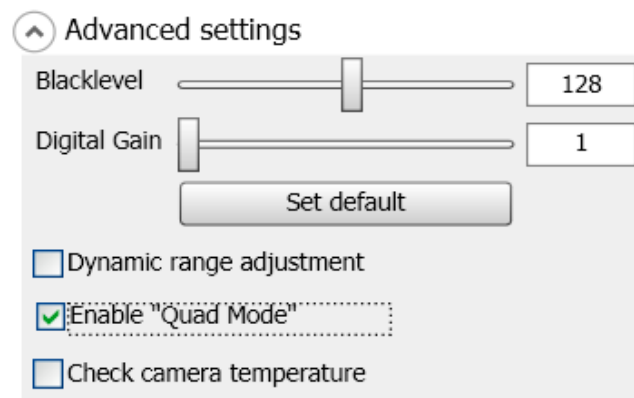 Advanced settings
Blacklevel 128
Digital Gain 1
Set default
Dynamic range adjustment
Enable "Quad Mode"
Check camera temperature